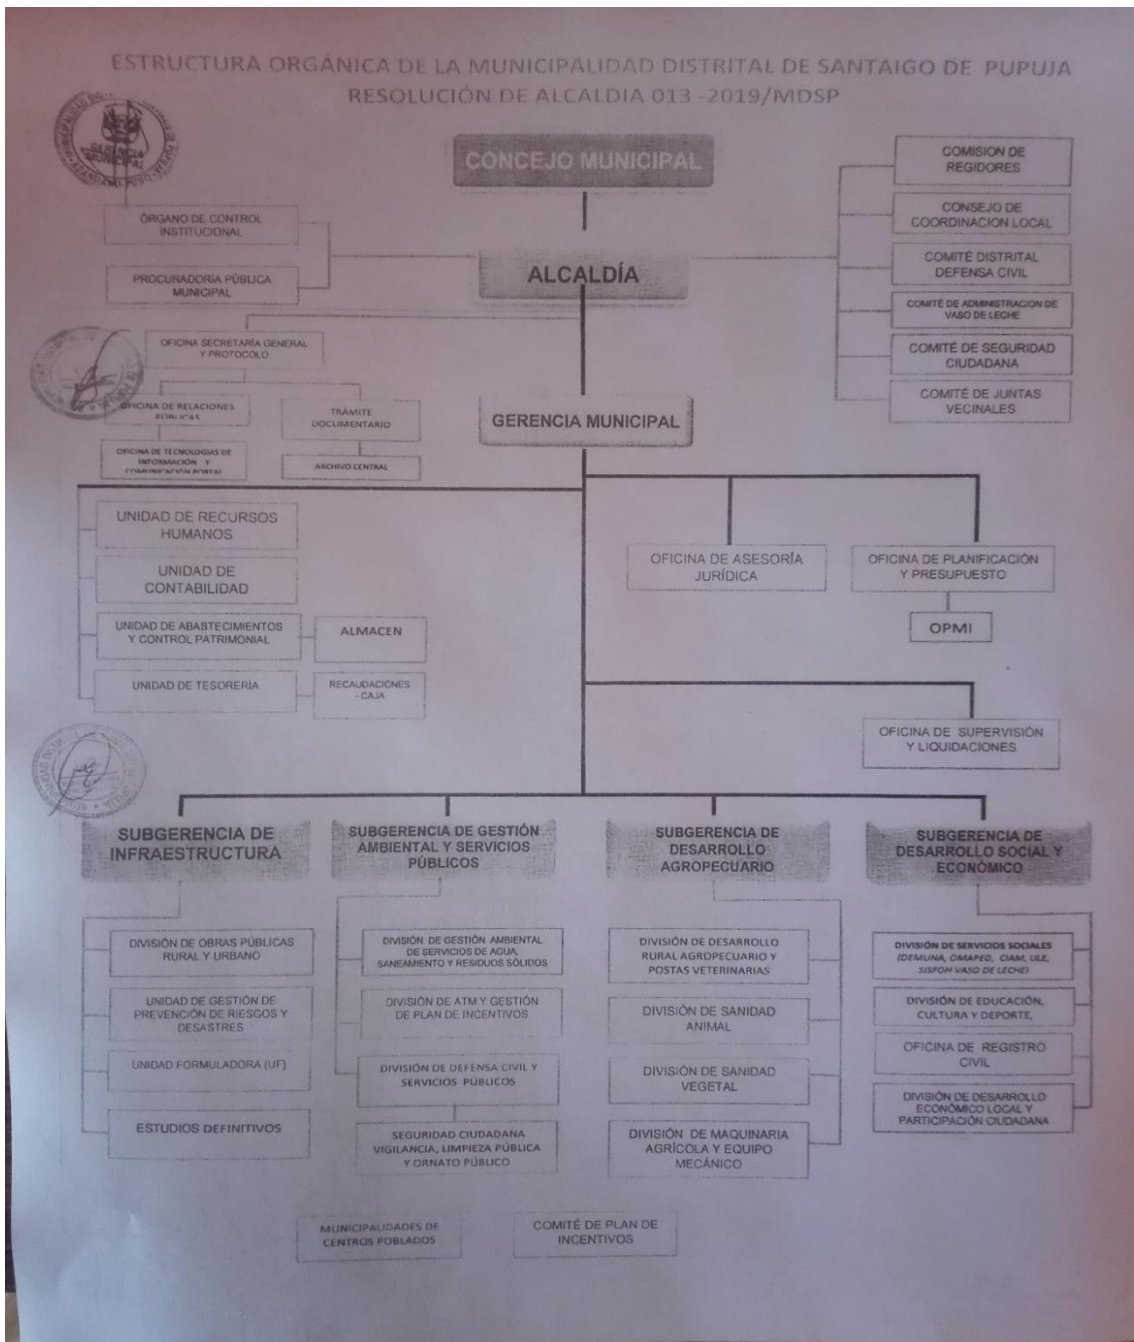 ESTRUCTURA ORGÁNICA DE LA MUNICIPALIDAD DISTRITAL DE SANTAIGO DE PUPUJA
RESOLUCIÓN DE ALCALDIA 013 -2019/MDSP
GERENCIA
MUNICIPAL
CONCEJO MUNICIPAL
COMISION DE
REGIDORES
CONSEJO DE
COORDINACION LOCAL
COMITÉ DISTRITAL
DEFENSA CIVIL
COMITÉ DE ADMINISTRACION DE
VASO DE LECHE
COMITÉ DE SEGURIDAD
CIUDADANA
COMITÉ DE JUNTAS
VECINALES
ÓRGANO DE CONTROL
INSTITUCIONAL
PROCURADORÍA PÚBLICA
MUNICIPAL
ALCALDÍA
OFICINA SECRETARÍA GENERAL
Y PROTOCOLO
OFICINA DE RELACIONES
TRÁMITE
DOCUMENTARIO
OFICINA DE TECNOLOGIAS DE
INFORMACIÓN Y
COMUNICACIÓN PORTAL
ARCHIVO CENTRAL
GERENCIA MUNICIPAL
UNIDAD DE RECURSOS
HUMANOS
UNIDAD DE
CONTABILIDAD
UNIDAD DE ABASTECIMIENTOS
Y CONTROL PATRIMONIAL
ALMACEN
UNIDAD DE TESORERÍA
RECAUDACIONES
- CAJA
OFICINA DE ASESORÍA
JURÍDICA
OFICINA DE PLANIFICACIÓN
Y PRESUPUESTO
OPMI
OFICINA DE SUPERVISIÓN
Y LIQUIDACIONES
SUBGERENCIA DE
INFRAESTRUCTURA
DIVISIÓN DE OBRAS PÚBLICAS
RURAL Y URBANO
UNIDAD DE GESTIÓN DE
PREVENCIÓN DE RIESGOS Y
DESASTRES
UNIDAD FORMULADORA (UF)
ESTUDIOS DEFINITIVOS
SUBGERENCIA DE GESTIÓN
AMBIENTAL Y SERVICIOS
PÚBLICOS
DIVISIÓN DE GESTIÓN AMBIENTAL
DE SERVICIOS DE AGUA,
SANEAMIENTO Y RESIDUOS SÓLIDOS
DIVISIÓN DE ATM Y GESTIÓN
DE PLAN DE INCENTIVOS
DIVISIÓN DE DEFENSA CIVIL Y
SERVICIOS PÚBLICOS
SEGURIDAD CIUDADANA
VIGILANCIA, LIMPIEZA PÚBLICA
Y ORNATO PÚBLICO
SUBGERENCIA DE
DESARROLLO
AGROPECUARIO
DIVISIÓN DE DESARROLLO
RURAL AGROPECUARIO Y
POSTAS VETERINARIAS
DIVISIÓN DE SANIDAD
ANIMAL
DIVISIÓN DE SANIDAD
VEGETAL
DIVISIÓN DE MAQUINARIA
AGRÍCOLA Y EQUIPO
MECÁNICO
SUBGERENCIA DE
DESARROLLO SOCIAL Y
ECONÓMICO
DIVISIÓN DE SERVICIOS SOCIALES
(DEMUNA, OMAPED, CIAM, ULE,
SISFOH VASO DE LECHE)
DIVISIÓN DE EDUCACIÓN,
CULTURA Y DEPORTE,
OFICINA DE REGISTRO
CIVIL
DIVISIÓN DE DESARROLLO
ECONÓMICO LOCAL Y
PARTICIPACIÓN CIUDADANA
MUNICIPALIDADES DE
CENTROS POBLADOS
COMITÉ DE PLAN DE
INCENTIVOS